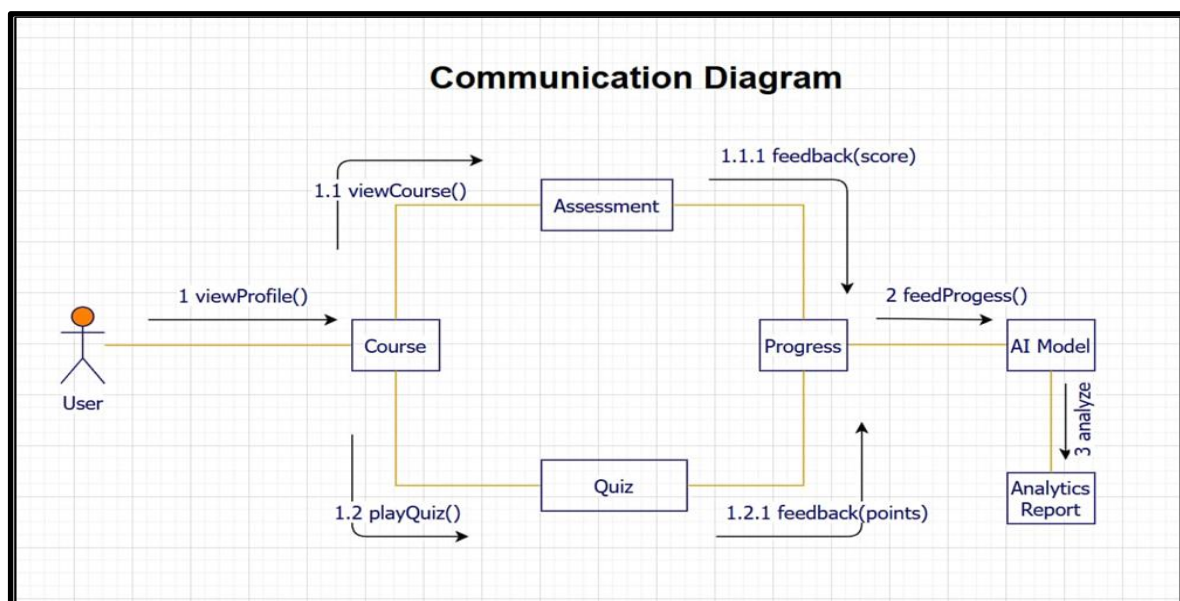 Communication Diagram
1.1.1 feedback(score)
1.1 viewCourse()
Assessment
1 viewProfile()
2 feedProgess()
Course
Progress
AI Model
User
3 analyze
Quiz
Analytics
Report
1.2 playQuiz()
1.2.1 feedback(points)